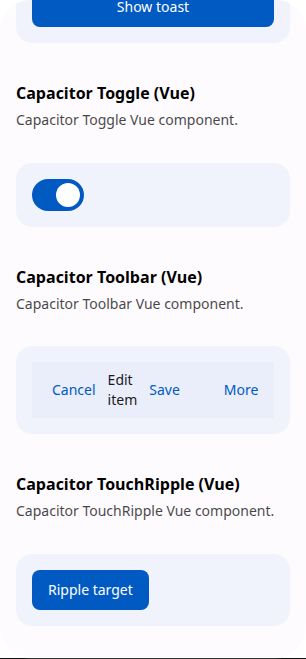 Show toast
Capacitor Toggle (Vue)
Capacitor Toggle Vue component.
Capacitor Toolbar (Vue)
Capacitor Toolbar Vue component.
Cancel Edit item Save More
Capacitor TouchRipple (Vue)
Capacitor TouchRipple Vue component.
Ripple target